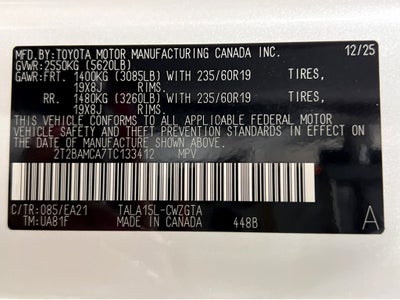 MFD.BY:TOYOTA MOTOR MANUFACTURING CANADA INC. 12/25
GVWR:2550KG (5620LB)
GAWR:FRT. 1400KG (3085LB) WITH 235/60R19 TIRES,
19X8J RIMS.
RR. 1480KG (3260LB) WITH 235/60R19 TIRES,
19X8J RIMS.
THIS VEHICLE CONFORMS TO ALL APPLICABLE FEDERAL MOTOR
VEHICLE SAFETY AND THEFT PREVENTION STANDARDS IN EFFECT
ON THE DATE OF MANUFACTURE SHOWN ABOVE.
2T2BAMCA7TC133412 MPV
C/TR:085/EA21 TALA15L-CWZGTA
TM:UA81F MADE IN CANADA 448B A